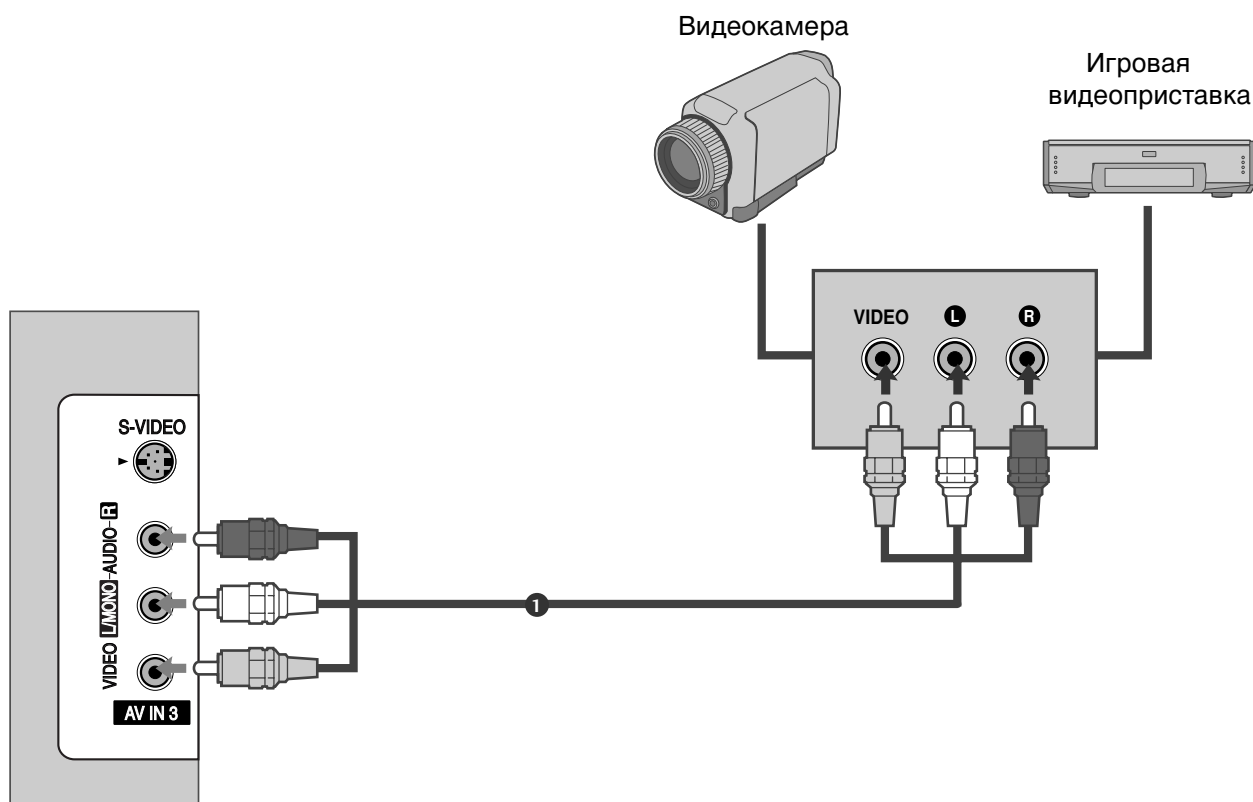 Видеокамера
Игровая
видеоприставка
VIDEO L R
S-VIDEO
VIDEO L/MONO-AUDIO-R
AV IN 3
1